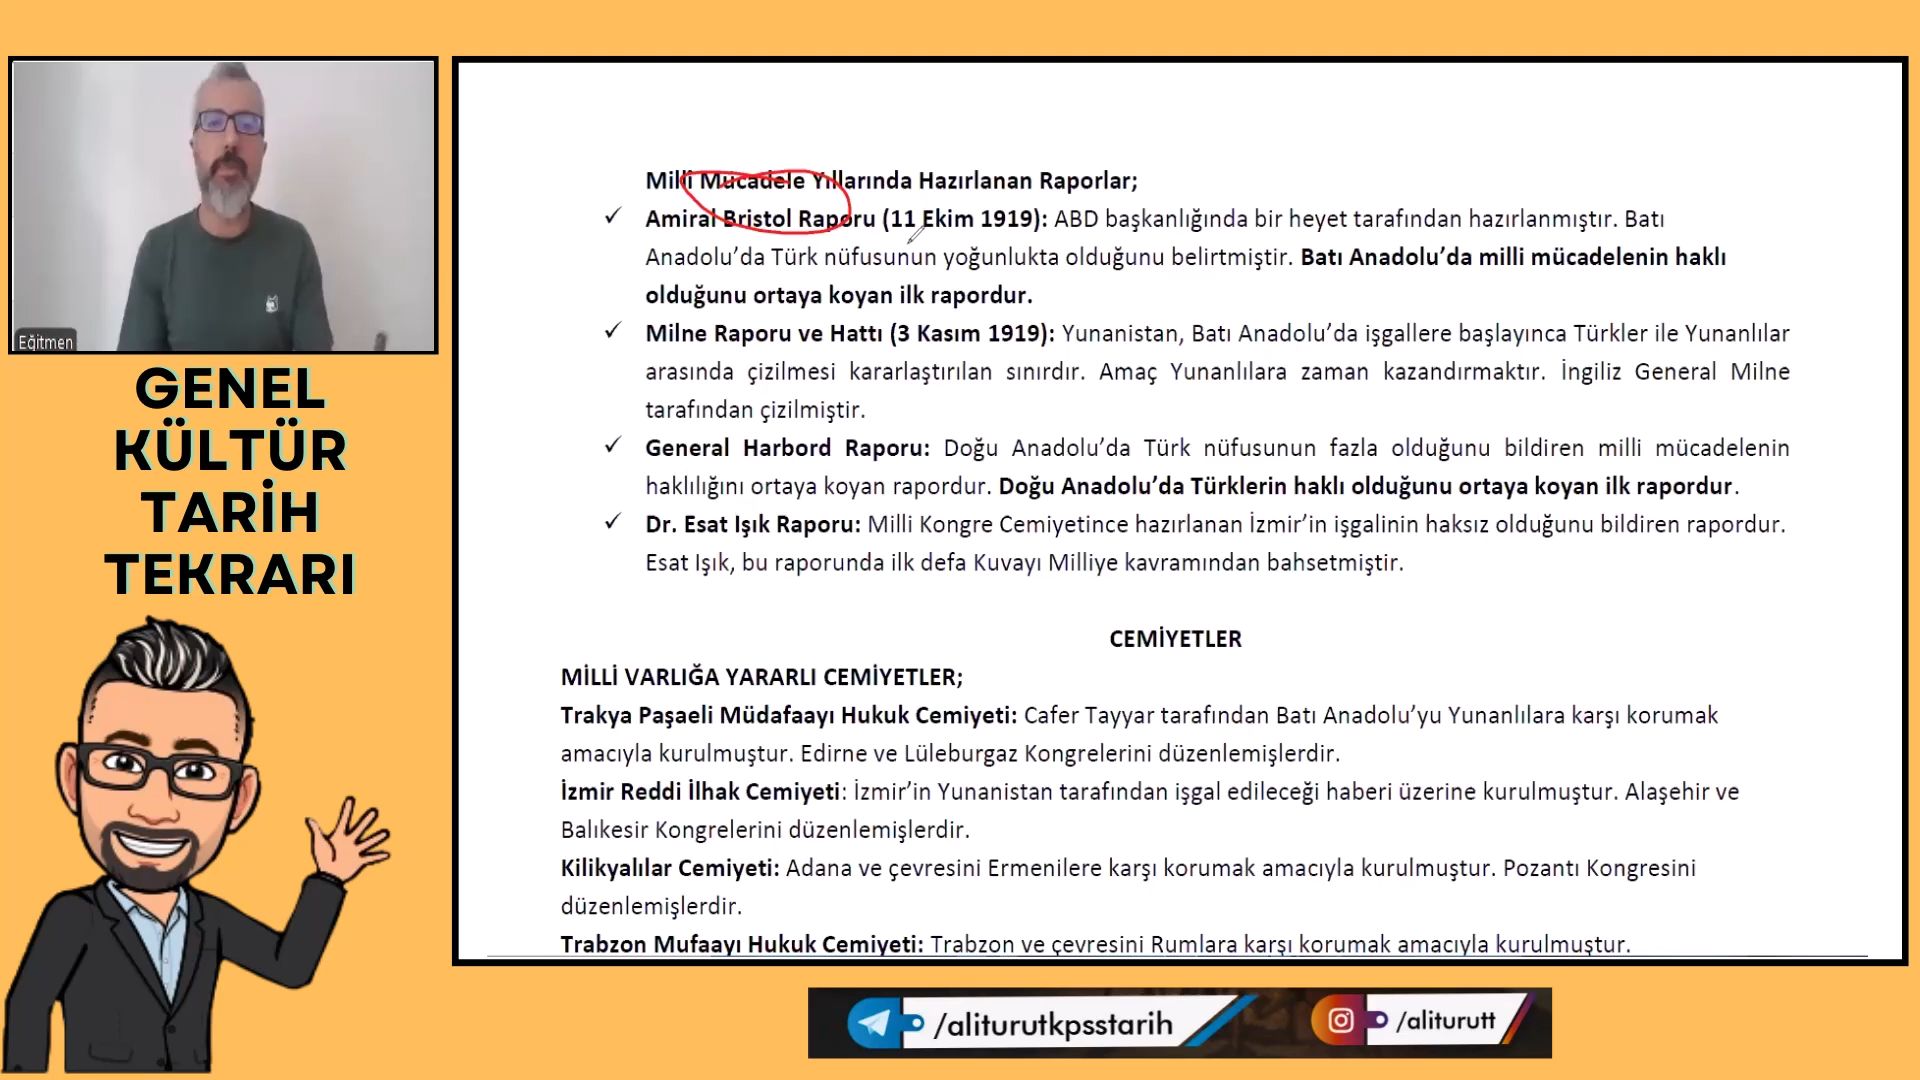 Eğitmen
GENEL
KÜLTÜR
TARİH
TEKRARI
Milli Mücadele Yıllarında Hazırlanan Raporlar;
✓ Amiral Bristol Raporu (11 Ekim 1919): ABD başkanlığında bir heyet tarafından hazırlanmıştır. Batı
Anadolu’da Türk nüfusunun yoğunlukta olduğunu belirtmiştir. Batı Anadolu’da milli mücadelenin haklı
olduğunu ortaya koyan ilk rapordur.
✓ Milne Raporu ve Hattı (3 Kasım 1919): Yunanistan, Batı Anadolu’da işgallere başlayınca Türkler ile Yunanlılar
arasında çizilmesi kararlaştırılan sınırdır. Amaç Yunanlılara zaman kazandırmaktır. İngiliz General Milne
tarafından çizilmiştir.
✓ General Harbord Raporu: Doğu Anadolu’da Türk nüfusunun fazla olduğunu bildiren milli mücadelenin
haklılığını ortaya koyan rapordur. Doğu Anadolu’da Türklerin haklı olduğunu ortaya koyan ilk rapordur.
✓ Dr. Esat Işık Raporu: Milli Kongre Cemiyetince hazırlanan İzmir’in işgalinin haksız olduğunu bildiren rapordur.
Esat Işık, bu raporunda ilk defa Kuvayı Milliye kavramından bahsetmiştir.
CEMİYETLER
MİLLİ VARLIĞA YARARLI CEMİYETLER;
Trakya Paşaeli Müdafaayı Hukuk Cemiyeti: Cafer Tayyar tarafından Batı Anadolu’yu Yunanlılara karşı korumak
amacıyla kurulmuştur. Edirne ve Lüleburgaz Kongrelerini düzenlemişlerdir.
İzmir Reddi İlhak Cemiyeti: İzmir’in Yunanistan tarafından işgal edileceği haberi üzerine kurulmuştur. Alaşehir ve
Balıkesir Kongrelerini düzenlemişlerdir.
Kilikyalılar Cemiyeti: Adana ve çevresini Ermenilere karşı korumak amacıyla kurulmuştur. Pozantı Kongresini
düzenlemişlerdir.
Trabzon Mufaayı Hukuk Cemiyeti: Trabzon ve çevresini Rumlara karşı korumak amacıyla kurulmuştur.
/aliturutkpsstarih
/aliturutt